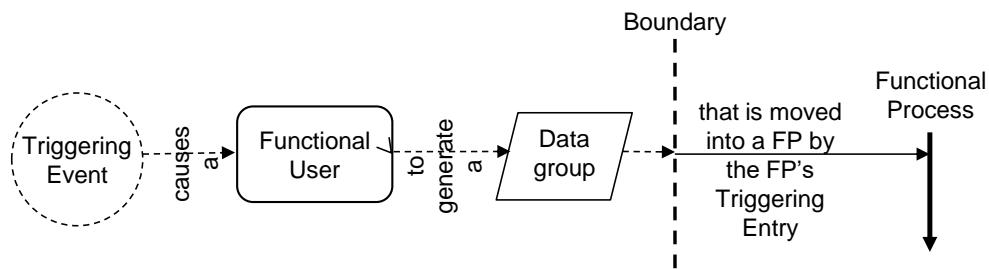 Triggering
Event
causes
a
Functional
User
to
generate
a
Data
group
Boundary
that is moved
into a FP by
the FP’s
Triggering
Entry
Functional
Process